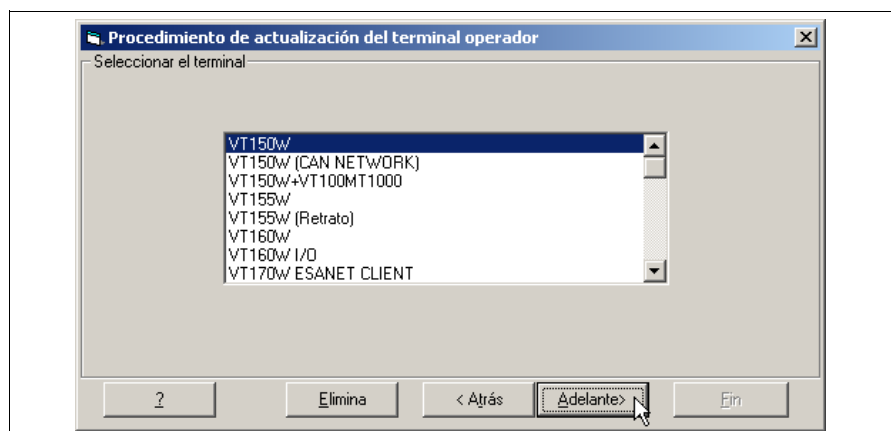 Procedimiento de actualización del terminal operador
Seleccionar el terminal
VT150W
VT150W (CAN NETWORK)
VT150W+VT100MT1000
VT155W
VT155W (Retrato)
VT160W
VT160W I/O
VT170W ESANET CLIENT
? Elimina < Atrás Adelante> Fin